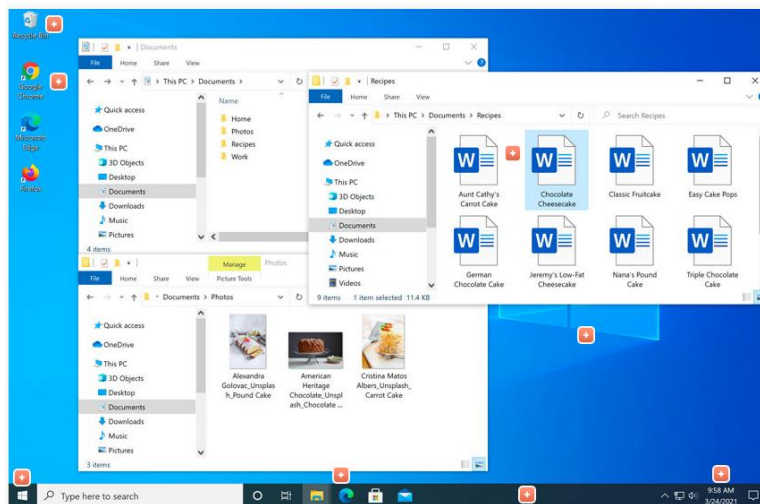 Recycle Bin
Google Chrome
Microsoft Edge
Firefox
Documents
File Home Share View
This PC > Documents >
Quick access
OneDrive
This PC
3D Objects
Desktop
Documents
Downloads
Music
Pictures
Name
Home
Photos
Recipes
Work
4 items
Recipes
File Home Share View
This PC > Documents > Recipes
Search Recipes
Quick access
OneDrive
This PC
3D Objects
Desktop
Documents
Downloads
Music
Pictures
Videos
Aunt Cathy's
Carrot Cake
Chocolate
Cheesecake
Classic Fruitcake
Easy Cake Pops
German
Chocolate Cake
Jeremy's Low-Fat
Cheesecake
Nana's Pound
Cake
Triple Chocolate
Cake
9 items 1 item selected 11.4 KB
Manage Photos
File Home Share View Picture Tools
Documents > Photos
Quick access
OneDrive
This PC
3D Objects
Desktop
Documents
Downloads
Music
Pictures
Alexandra
Golovac_Unsplas
h_Pound Cake
American
Heritage
Chocolate_Unspl
ash_Chocolate ...
Cristina Matos
Albers_Unsplash_
Carrot Cake
3 items
Type here to search
9:58 AM
3/24/2021